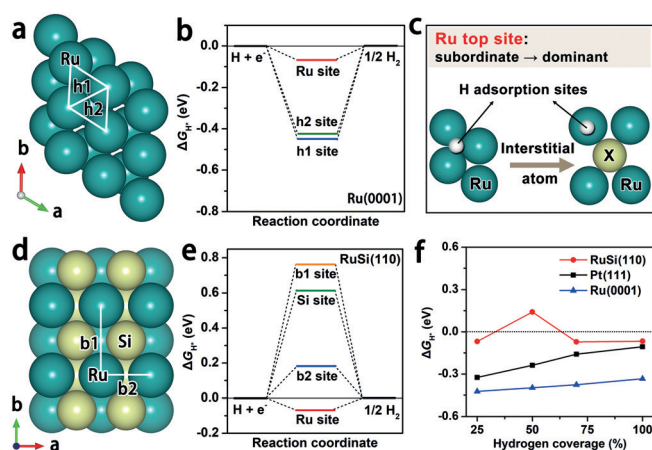 a
Ru
h1
h2
b
a
b
0.0
-0.2
-0.4
-0.6
-0.8
ΔG_H* (eV)
H + e⁻
1/2 H₂
Ru site
h2 site
h1 site
Ru(0001)
Reaction coordinate
c
Ru top site:
subordinate → dominant
H adsorption sites
Interstitial
atom
Ru
X
Ru
d
b1
Si
Ru
b2
b
a
e
0.8
0.6
0.4
0.2
0.0
-0.2
ΔG_H* (eV)
RuSi(110)
b1 site
Si site
b2 site
H + e⁻
1/2 H₂
Ru site
Reaction coordinate
f
0.3
0.0
-0.3
-0.6
ΔG_H* (eV)
RuSi(110)
Pt(111)
Ru(0001)
25
50
75
100
Hydrogen coverage (%)